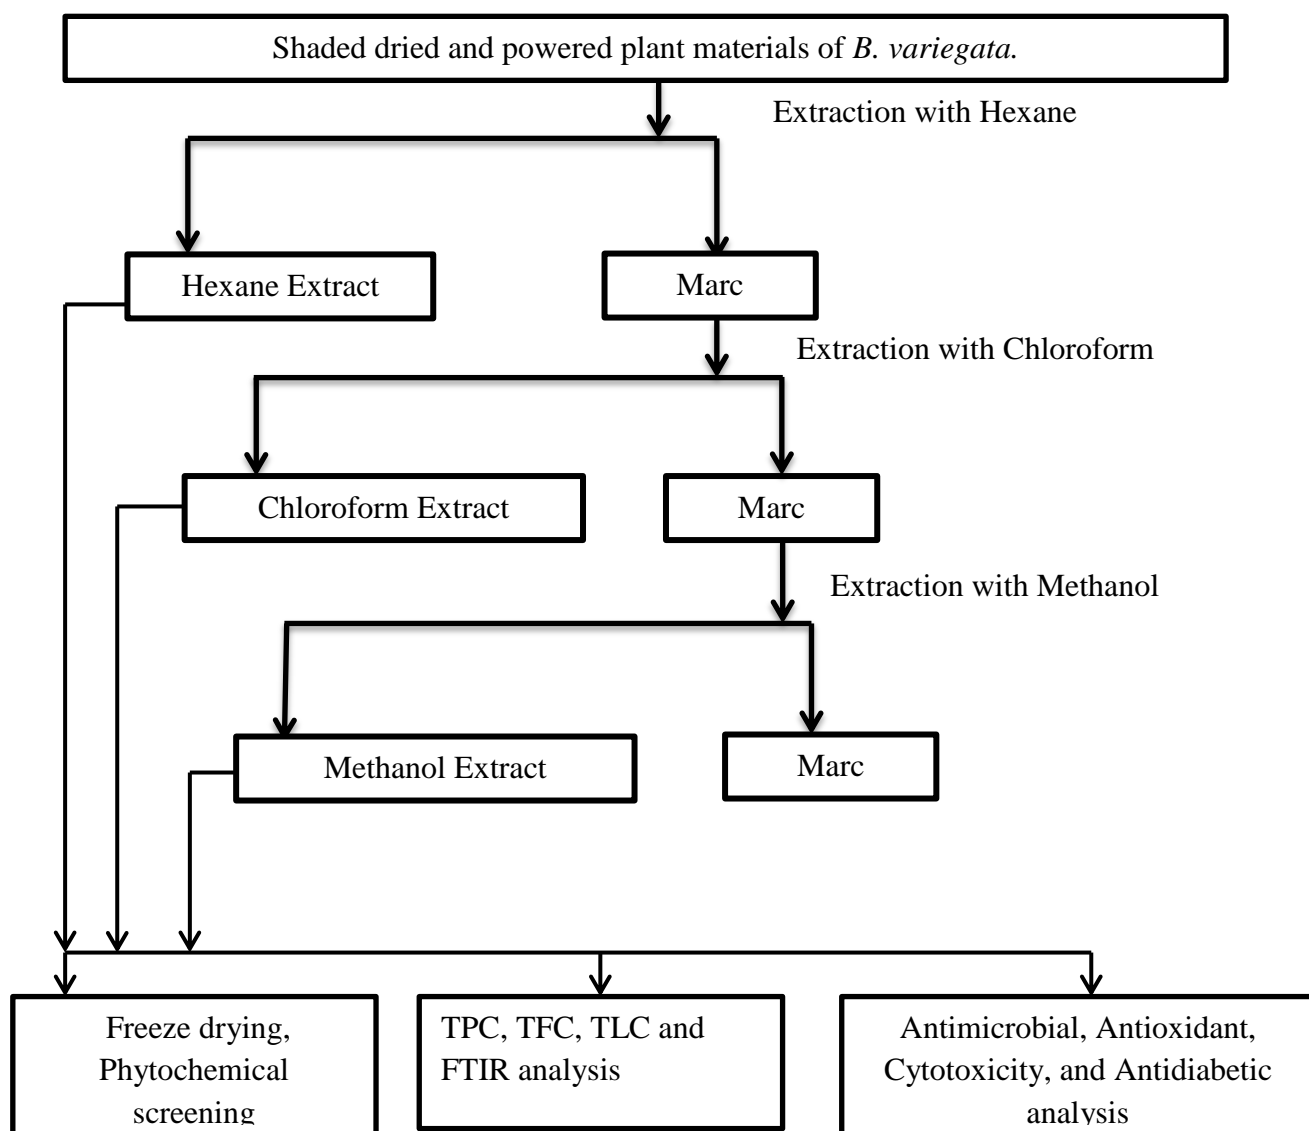 Shaded dried and powered plant materials of B. variegata.
Extraction with Hexane
Hexane Extract
Marc
Extraction with Chloroform
Chloroform Extract
Marc
Extraction with Methanol
Methanol Extract
Marc
Freeze drying,
Phytochemical
screening
TPC, TFC, TLC and
FTIR analysis
Antimicrobial, Antioxidant,
Cytotoxicity, and Antidiabetic
analysis